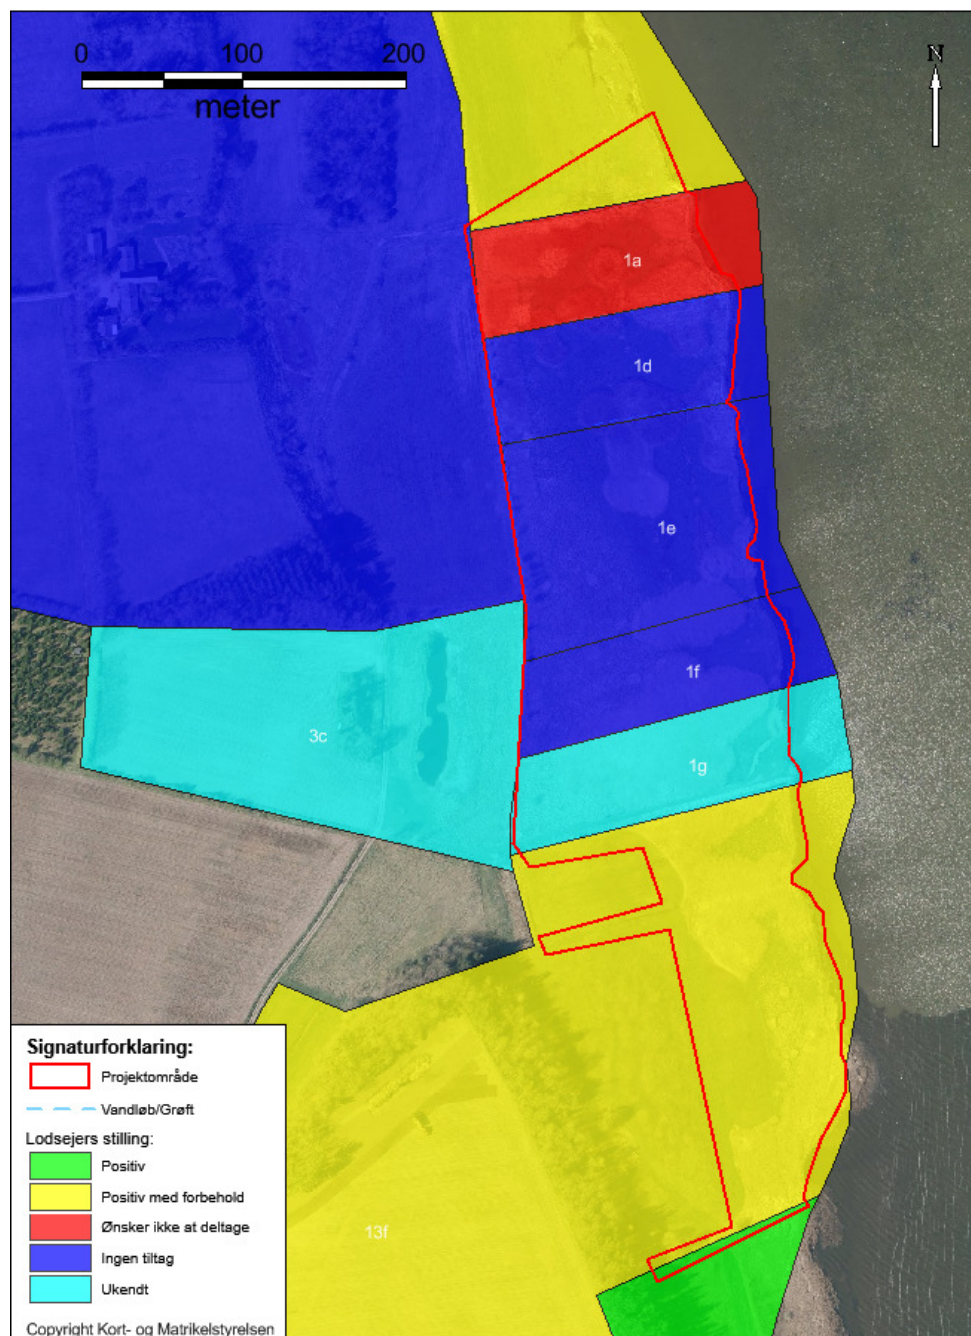 0 100 200
meter
N
1a
1d
1e
1f
1g
3c
13f
Signaturforklaring:
Projektområde
Vandløb/Grøft
Lodsejers stilling:
Positiv
Positiv med forbehold
Ønsker ikke at deltage
Ingen tiltag
Ukendt
Copyright Kort- og Matrikelstyrelsen